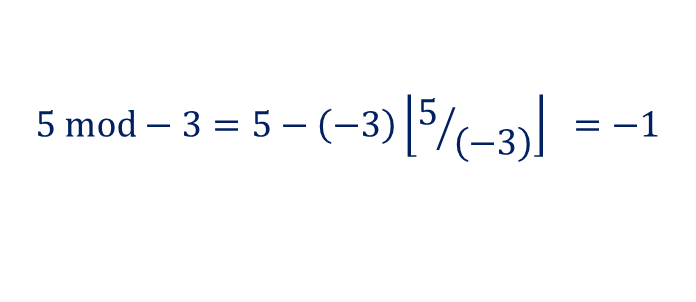 5 mod − 3 = 5 − (−3) ⌊5/(−3)⌋ = −1